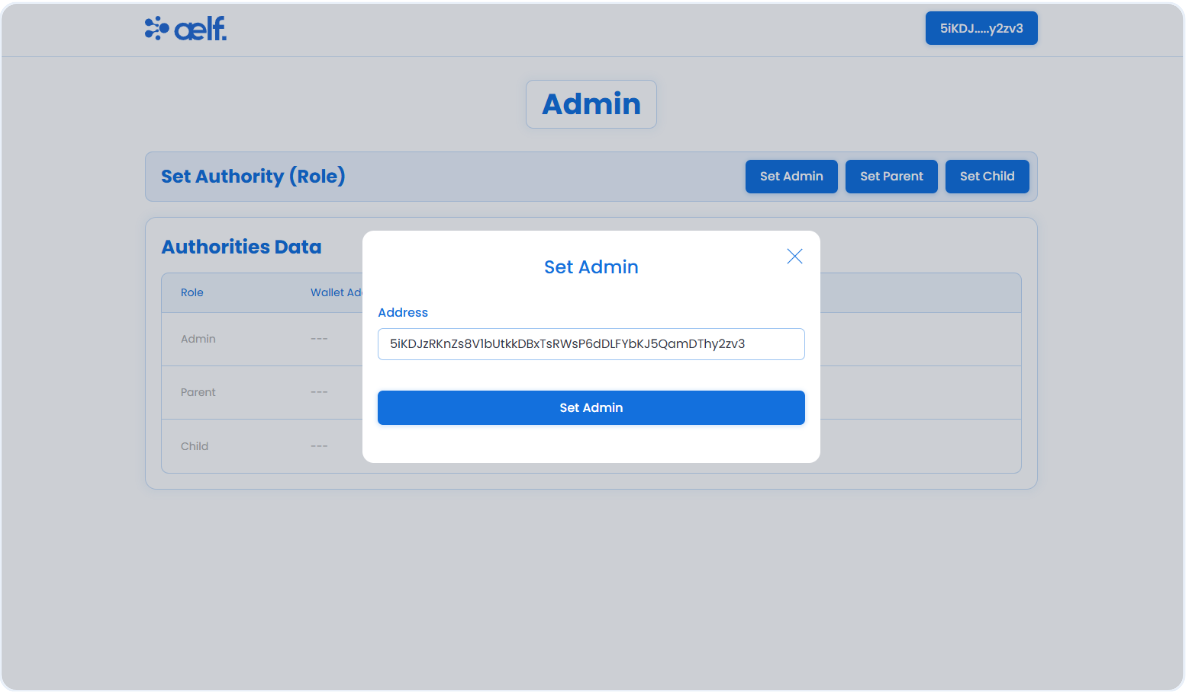 aelf.
5iKDJ.....y2zv3
Admin
Set Authority (Role)
Set Admin
Set Parent
Set Child
Authorities Data
Role
Wallet Ad
Admin
---
Parent
---
Child
---
Set Admin
Address
5iKDJzRKnZs8V1bUtkkDBxTsRWsP6dDLFYbKJ5QamDThy2zv3
Set Admin